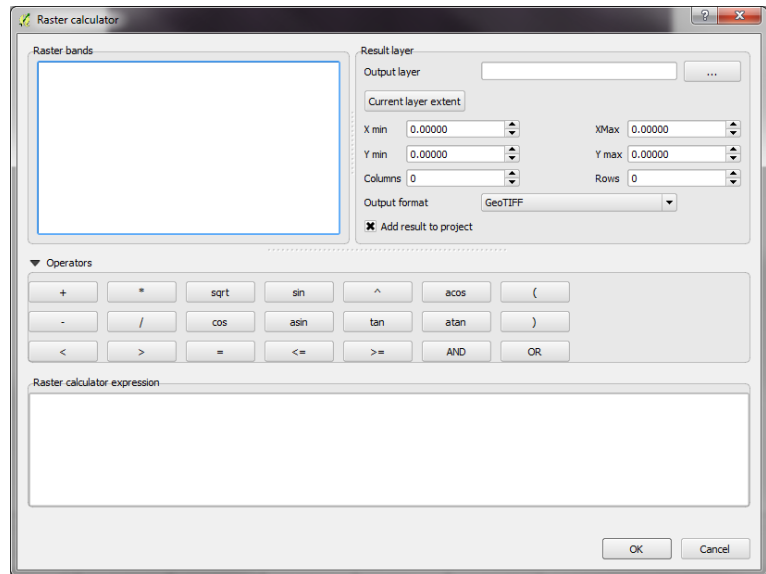 Raster calculator
Raster bands
Result layer
Output layer
...
Current layer extent
X min 0.00000 XMax 0.00000
Y min 0.00000 Y max 0.00000
Columns 0 Rows 0
Output format GeoTIFF
Add result to project
Operators
+ * sqrt sin ^ acos (
- / cos asin tan atan )
< > = <= >= AND OR
Raster calculator expression
OK Cancel